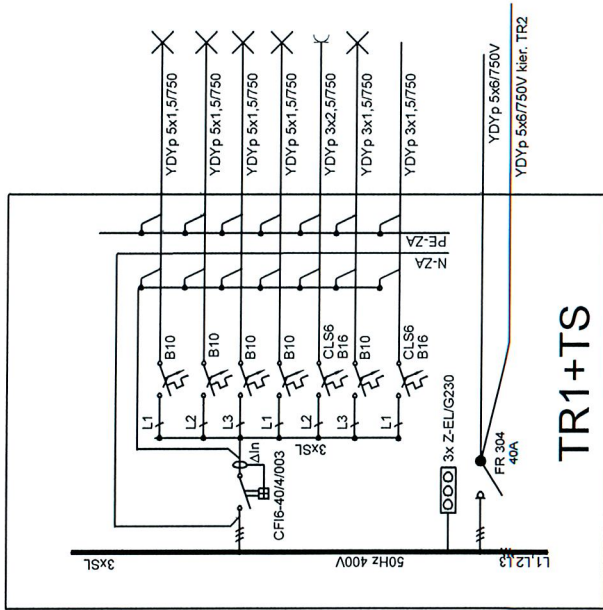 YDYp 5x1,5/750
YDYp 5x1,5/750
YDYp 5x1,5/750
YDYp 5x1,5/750
YDYp 3x2,5/750
YDYp 3x1,5/750
YDYp 3x1,5/750
YDYp 5x6/750V
YDYp 5x6/750V kier. TR2
PE-ZA
N-ZA
B10
B10
B10
B10
CLS6
B16
B10
CLS6
B16
L1
L2
L3
L1
L2
L3
L1
3xSL
ΔIn
CFI6-40/4/003
3x Z-EL/G230
FR 304
40A
3xSL
50Hz 400V
L1,L2,L3
TR1+TS